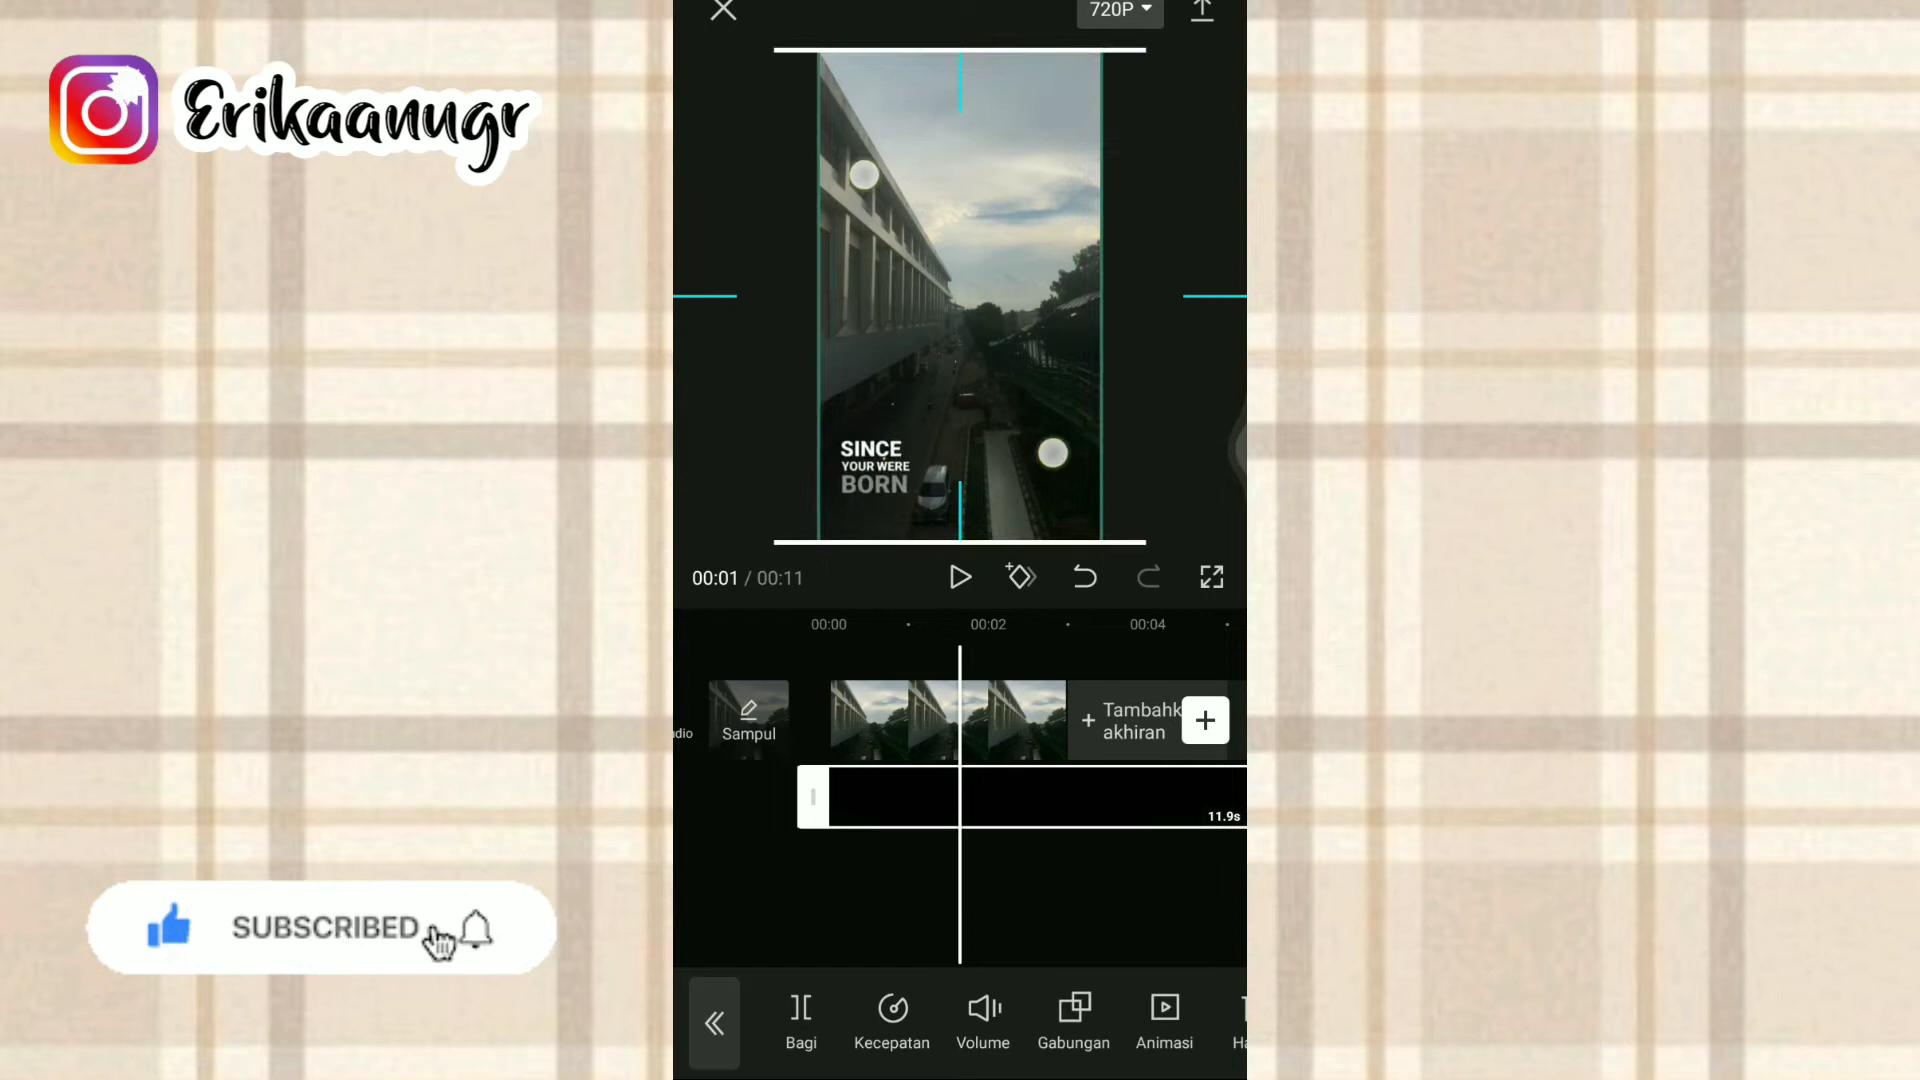 Erikaanugr
720P
SINCE
YOUR WERE
BORN
00:01 / 00:11
00:00
00:02
00:04
Sampul
+ Tambahk
akhiran
11.9s
SUBSCRIBED
Bagi
Kecepatan
Volume
Gabungan
Animasi